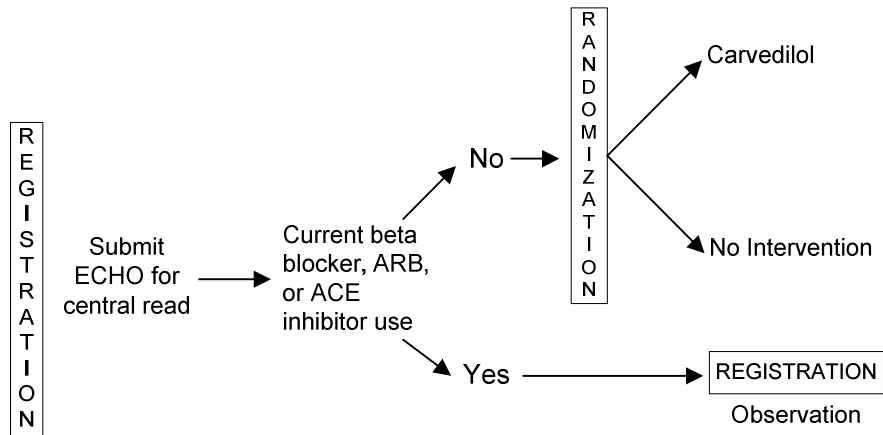 REGISTRATION
Submit
ECHO for
central read
Current beta
blocker, ARB,
or ACE
inhibitor use
No
RANDOMIZATION
Carvedilol
No Intervention
Yes
REGISTRATION
Observation